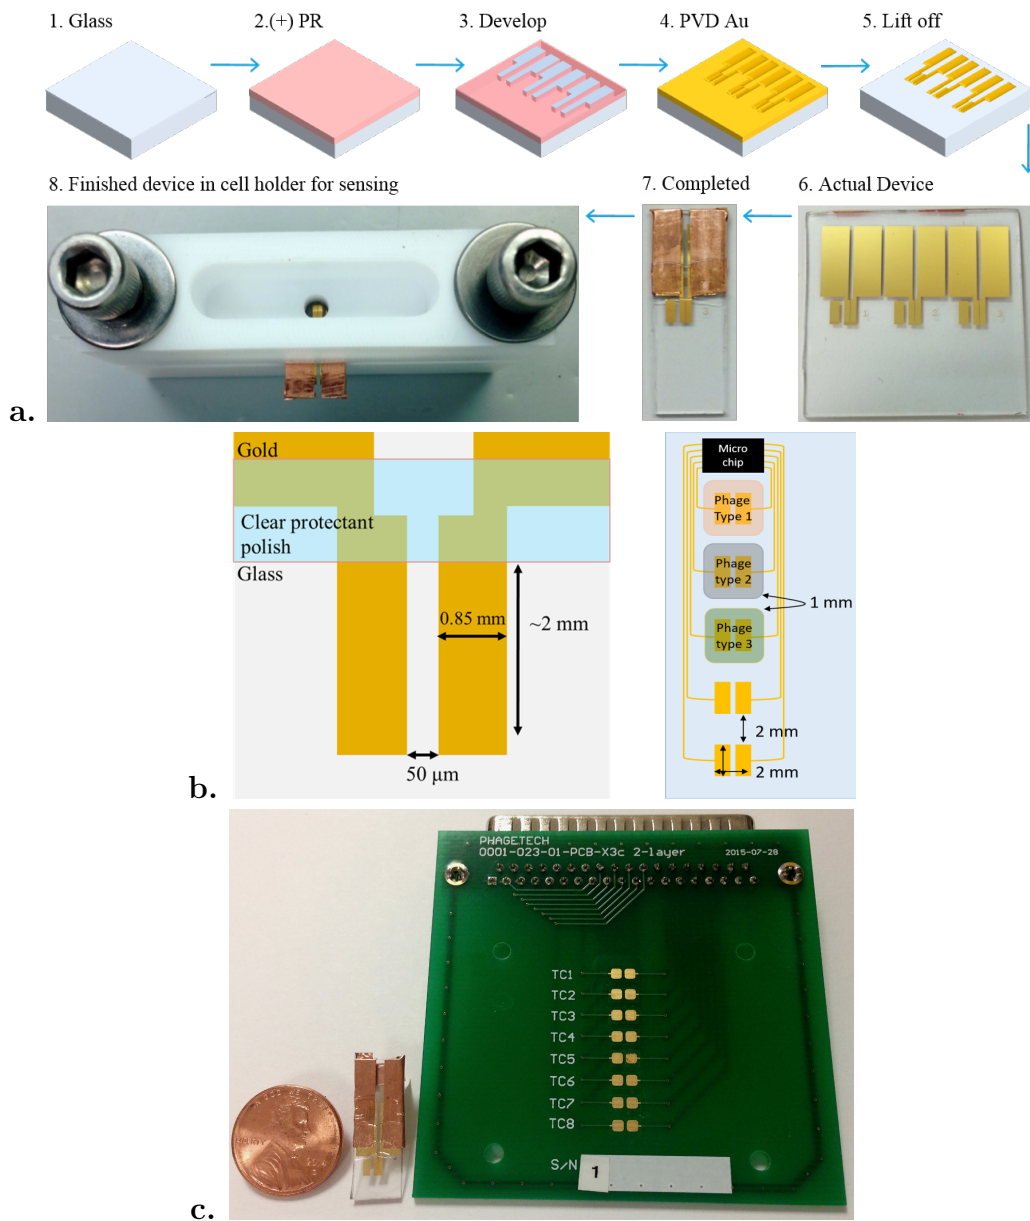 1. Glass
2.(+) PR
3. Develop
4. PVD Au
5. Lift off
8. Finished device in cell holder for sensing
7. Completed
6. Actual Device
a.
Gold
Clear protectant
polish
Glass
0.85 mm
~2 mm
50 μm
b.
Micro
chip
Phage
Type 1
Phage
type 2
1 mm
Phage
type 3
2 mm
2 mm
PHAGETECH
0001-023-01-PCB-X3c 2-layer
2015-07-28
TC1
TC2
TC3
TC4
TC5
TC6
TC7
TC8
S/N
1
c.